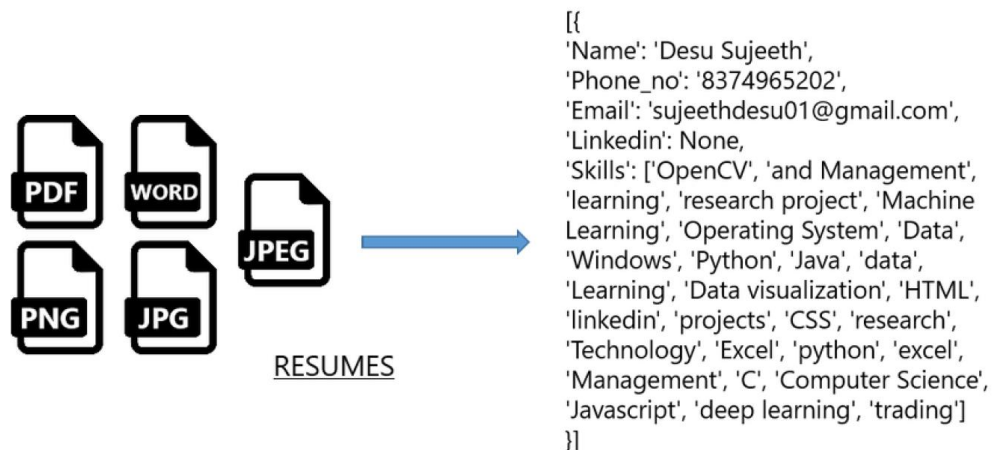 PDF
WORD
JPEG
PNG
JPG
RESUMES
[{
'Name': 'Desu Sujeeth',
'Phone_no': '8374965202',
'Email': 'sujeethdesu01@gmail.com',
'Linkedin': None,
'Skills': ['OpenCV', 'and Management',
'learning', 'research project', 'Machine
Learning', 'Operating System', 'Data',
'Windows', 'Python', 'Java', 'data',
'Learning', 'Data visualization', 'HTML',
'linkedin', 'projects', 'CSS', 'research',
'Technology', 'Excel', 'python', 'excel',
'Management', 'C', 'Computer Science',
'Javascript', 'deep learning', 'trading']
}]